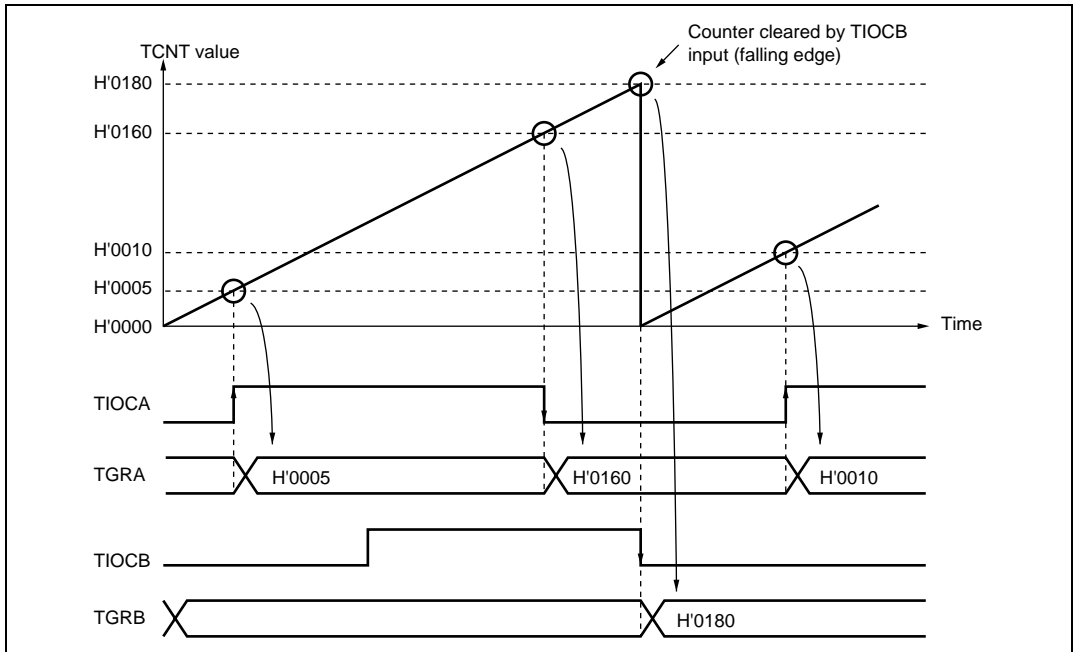 Counter cleared by TIOCB
input (falling edge)
TCNT value
H'0180
H'0160
H'0010
H'0005
H'0000
Time
TIOCA
TGRA
H'0005
H'0160
H'0010
TIOCB
TGRB
H'0180